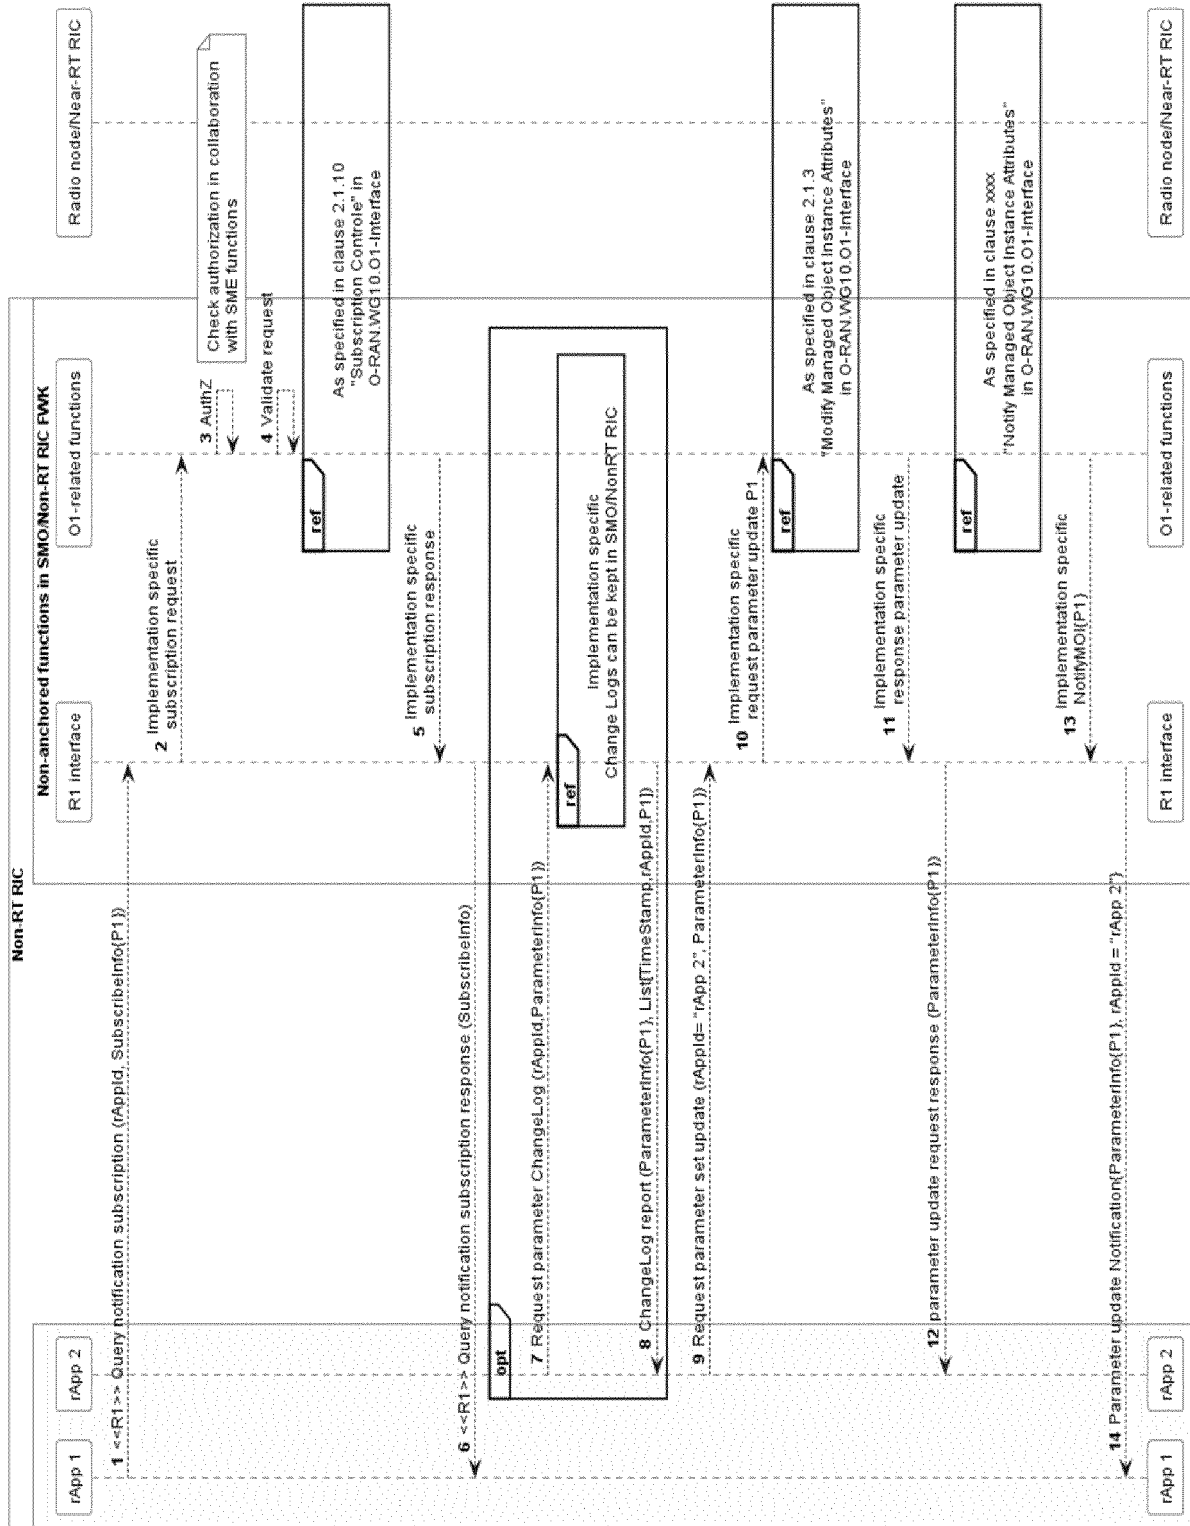 Non-RT RIC
Non-anchored functions in SMO/Non-RT RIC FWK
rApp 1
rApp 2
R1 interface
O1-related functions
Radio node/Near-RT RIC
1 <<R1>> Query notification subscription (rAppId, SubscribeInfo{P1})
2 Implementation specific
subscription request
3 AuthZ
Check authorization in collaboration
with SME functions
4 Validate request
ref
As specified in clause 2.1.10
"Subscription Controle" in
O-RAN.WG10.O1-Interface
5 Implementation specific
subscription response
6 <<R1>> Query notification subscription response (SubscribeInfo)
opt
7 Request parameter ChangeLog (rAppId,ParameterInfo{P1})
ref
Implementation specific
Change Logs can be kept in SMO/NonRT RIC
8 ChangeLog report (ParameterInfo{P1}, List[TimeStamp,rAppId,P1])
9 Request parameter set update (rAppId= "rApp 2", ParameterInfo{P1})
10 Implementation specific
request parameter update P1
ref
As specified in clause 2.1.3
"Modify Managed Object Instance Attributes"
in O-RAN.WG10.O1-Interface
11 Implementation specific
response parameter update
12 parameter update request response (ParameterInfo{P1})
ref
As specified in clause xxxx
"Notify Managed Object Instance Attributes"
in O-RAN.WG10.O1-Interface
13 Implementation specific
NotifyMOI{P1}
14 Parameter update Notification(ParameterInfo{P1}, rAppId = "rApp 2")
rApp 1
rApp 2
R1 interface
O1-related functions
Radio node/Near-RT RIC